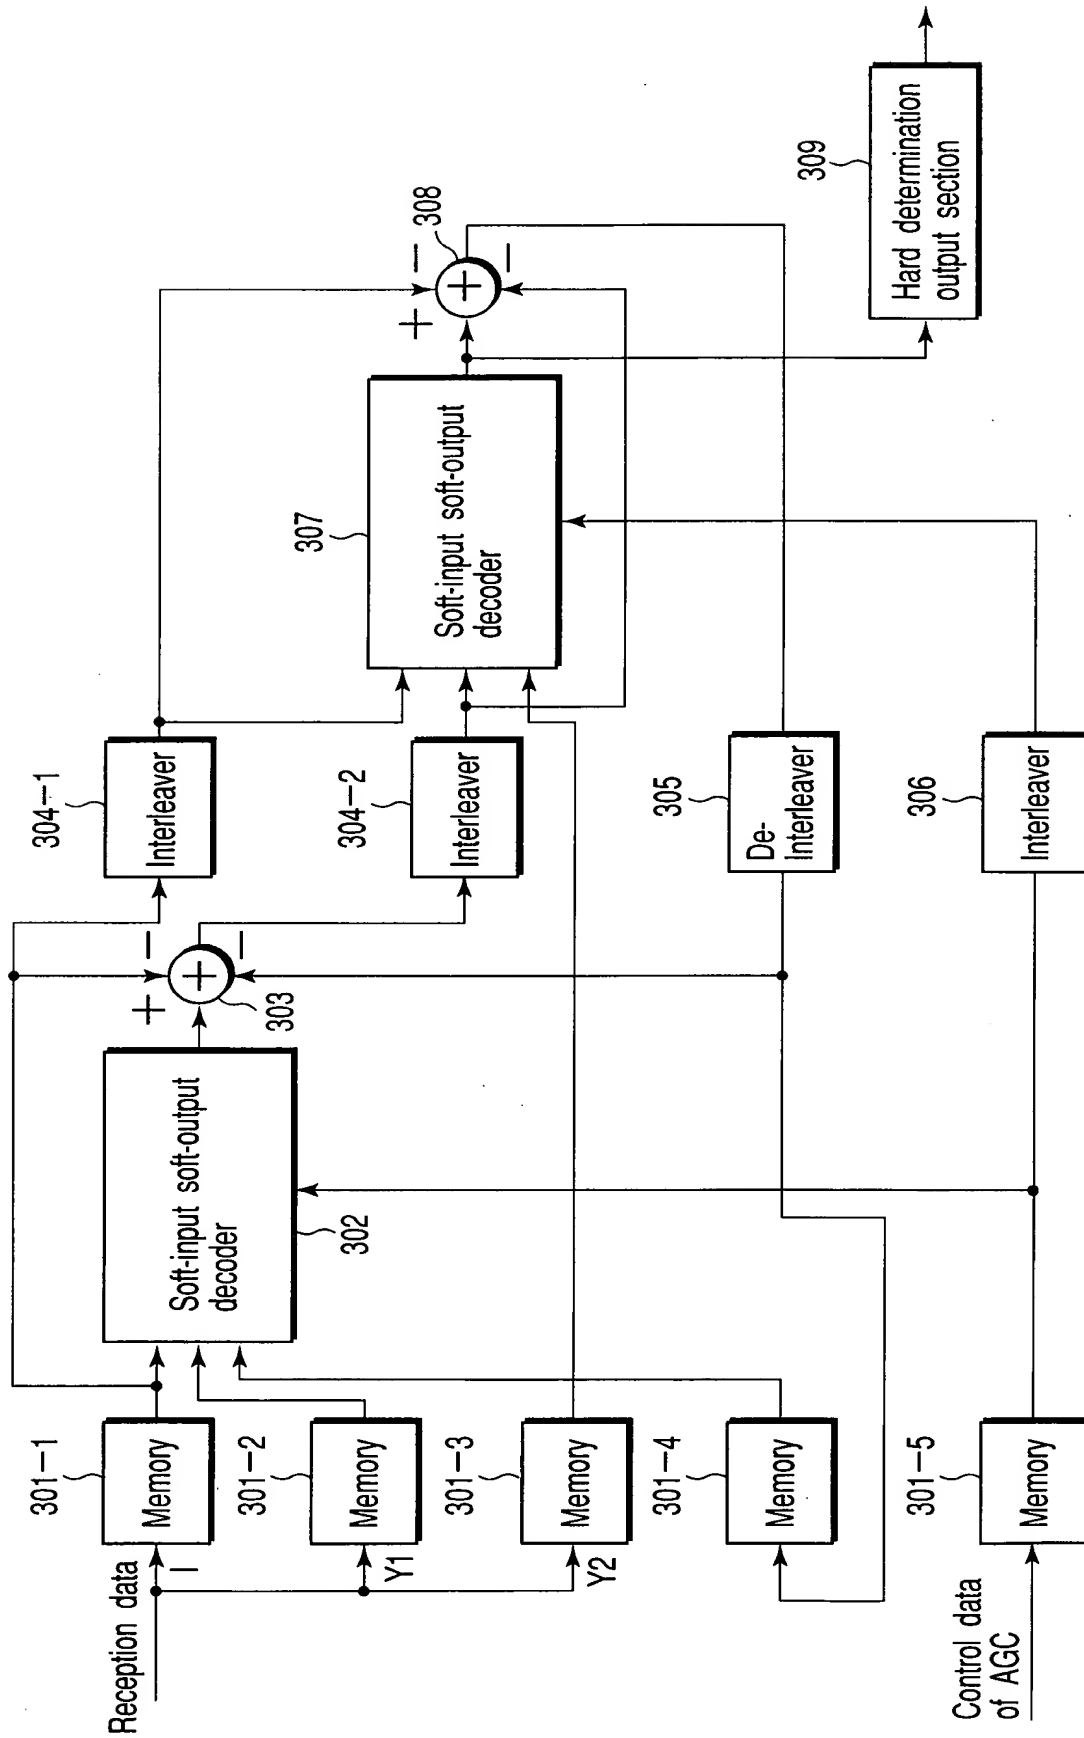 Reception data
I
Y1
Y2
Control data
of AGC
301-1
Memory
301-2
Memory
301-3
Memory
301-4
Memory
301-5
Memory
Soft-input soft-output
decoder
302
+
−
+
−
303
304-1
Interleaver
304-2
Interleaver
305
De-
Interleaver
306
Interleaver
307
Soft-input soft-output
decoder
+
−
+
−
308
309
Hard determination
output section